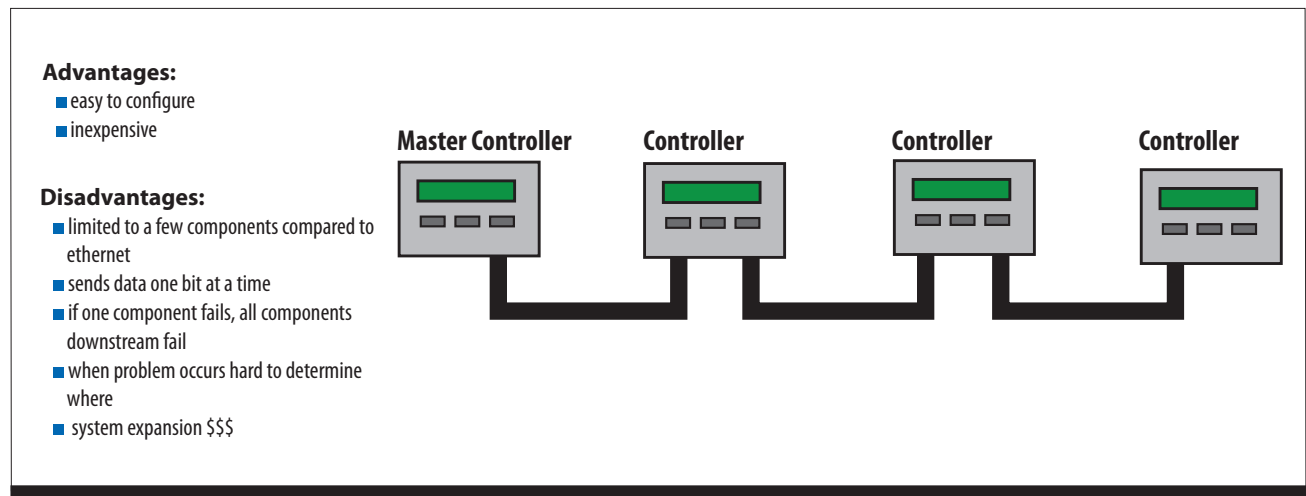 Advantages:
easy to configure
inexpensive
Disadvantages:
limited to a few components compared to
ethernet
sends data one bit at a time
if one component fails, all components
downstream fail
when problem occurs hard to determine
where
system expansion $$$
Master Controller
Controller
Controller
Controller